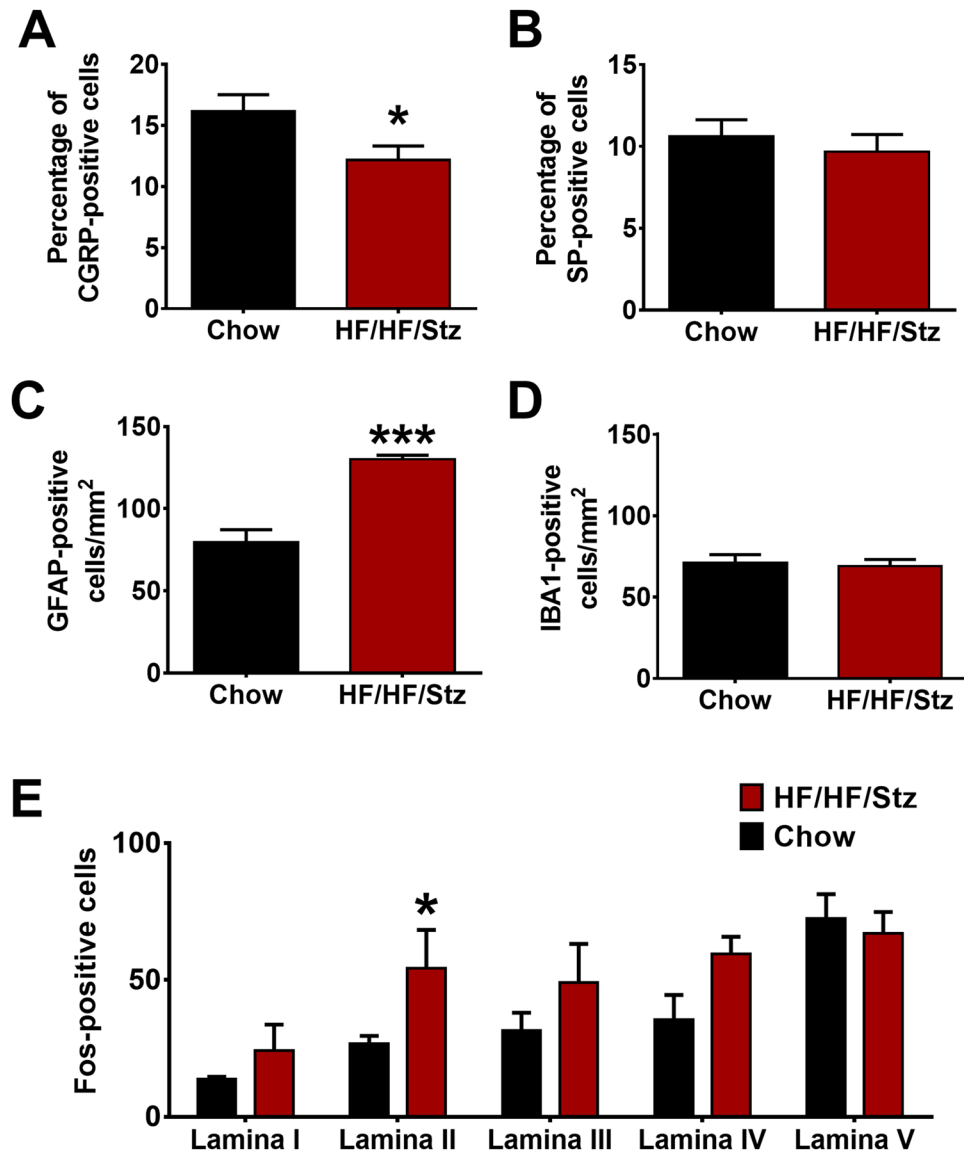 A
Percentage of
CGRP-positive cells
20
15
10
5
0
*
Chow
HF/HF/Stz
B
Percentage of
SP-positive cells
15
10
5
0
Chow
HF/HF/Stz
C
GFAP-positive
cells/mm²
150
100
50
0
***
Chow
HF/HF/Stz
D
IBA1-positive
cells/mm²
150
100
50
0
Chow
HF/HF/Stz
E
HF/HF/Stz
Chow
Fos-positive cells
100
50
0
*
Lamina I
Lamina II
Lamina III
Lamina IV
Lamina V